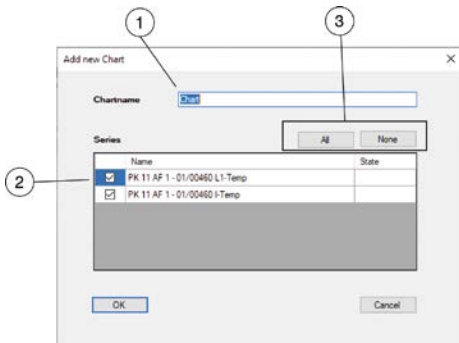 1
3
Add new Chart
Chartname Chart
Series All None
Name State
2
PK 11 AF 1 - 01/00460 L1-Temp
PK 11 AF 1 - 01/00460 I-Temp
OK Cancel